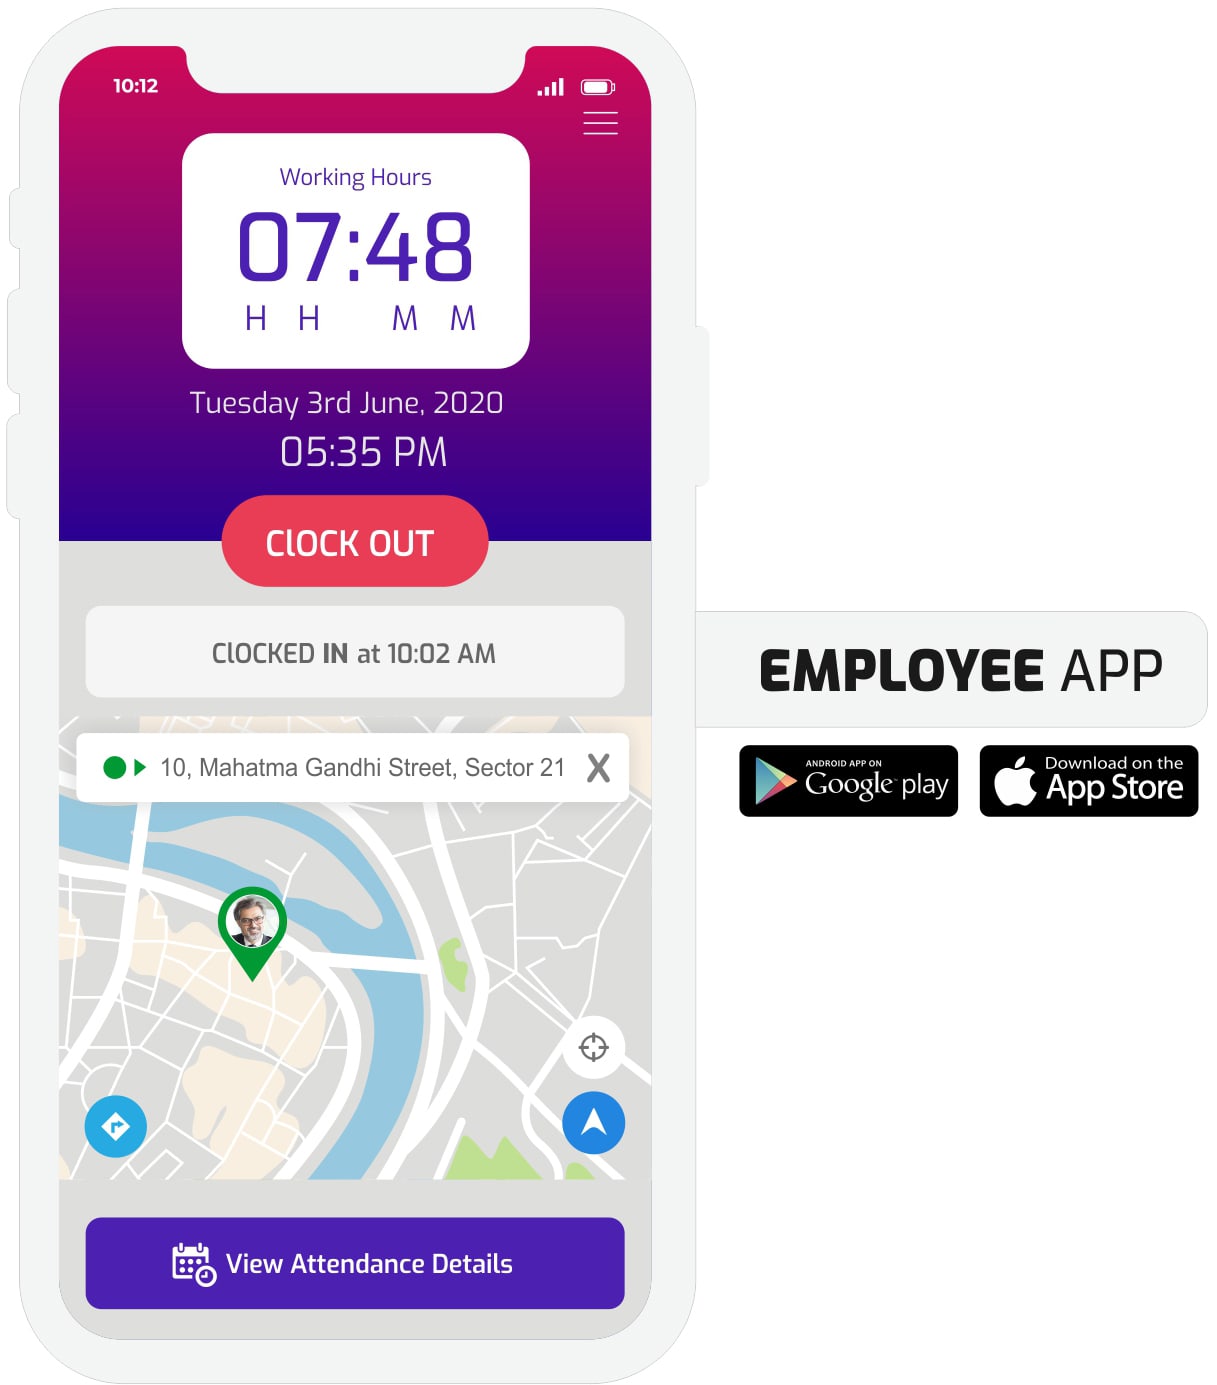 10:12
Working Hours
07:48
H H M M
Tuesday 3rd June, 2020
05:35 PM
ClOCK OUT
ClOCKED IN at 10:02 AM
10, Mahatma Gandhi Street, Sector 21 X
View Attendance Details
EMPLOYEE APP
ANDROID APP ON
Google play
Download on the
App Store